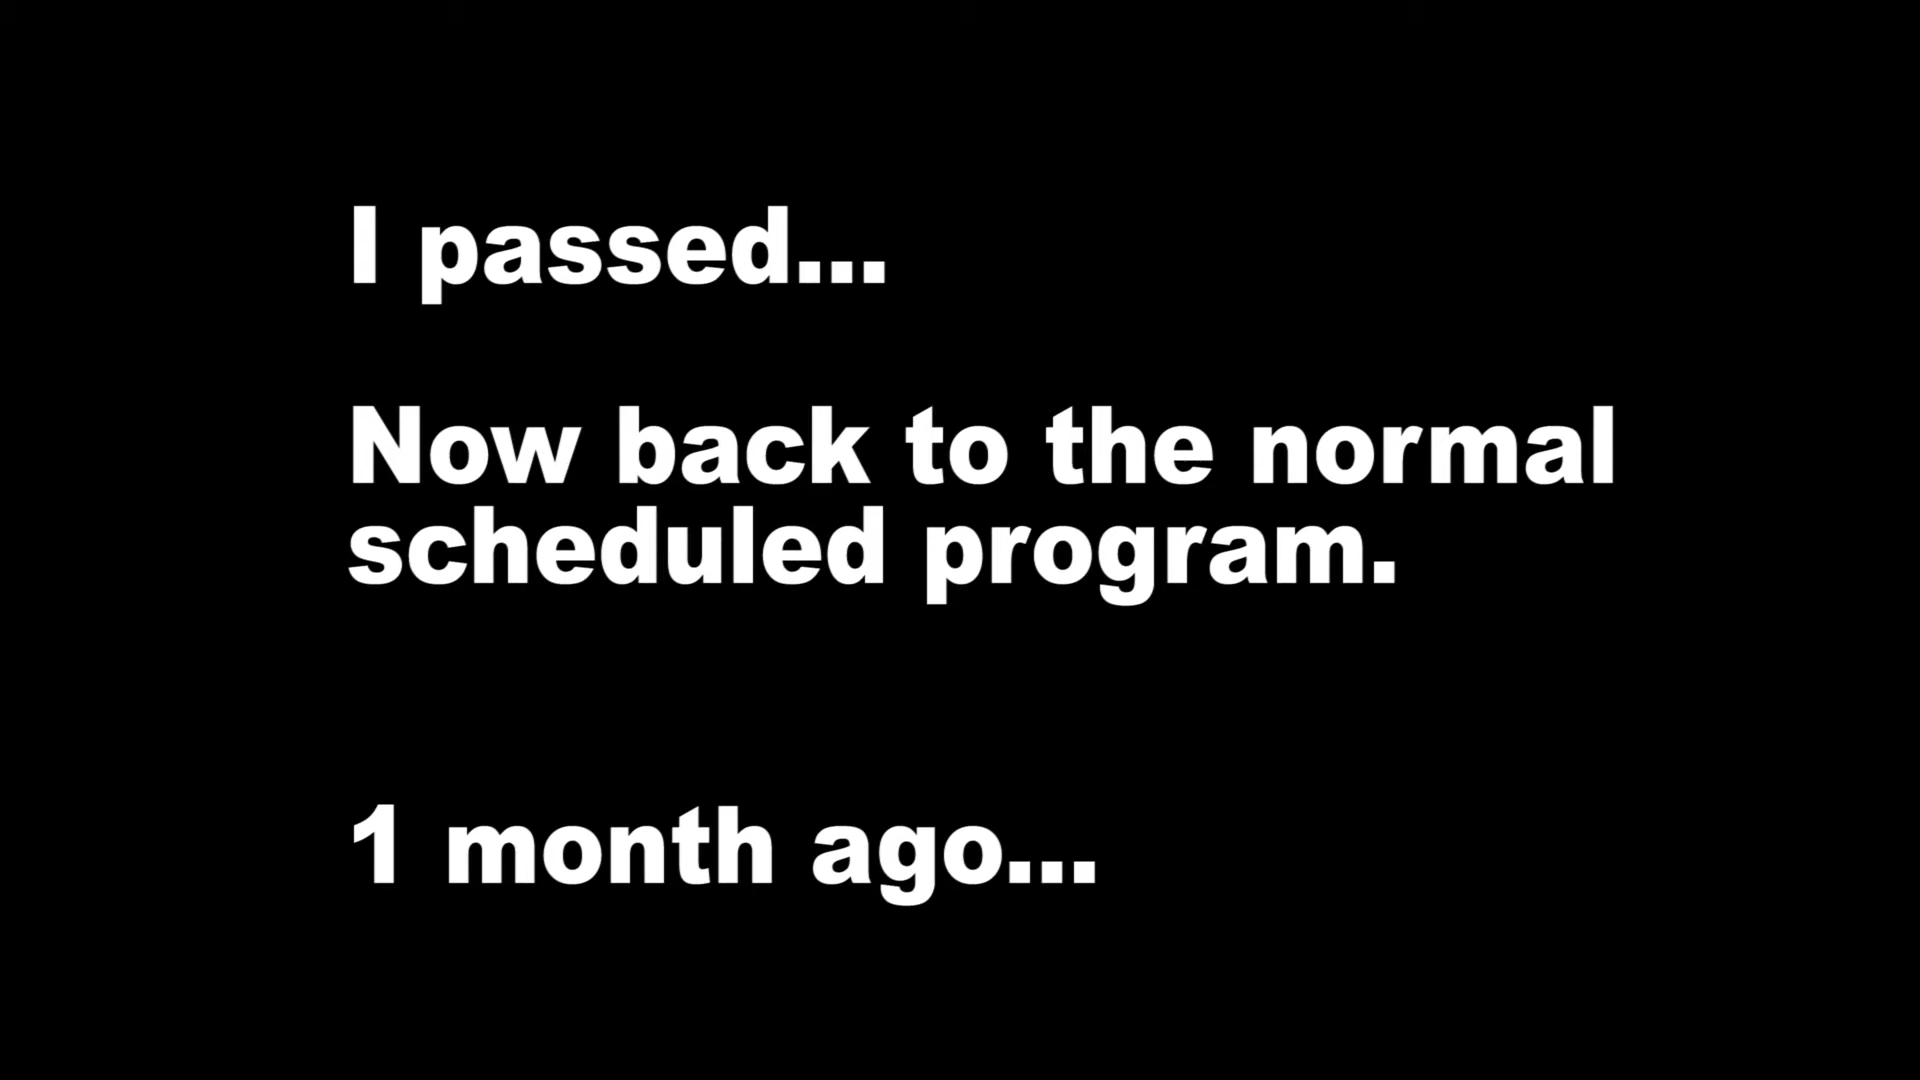 I passed...
Now back to the normal
scheduled program.
1 month ago...